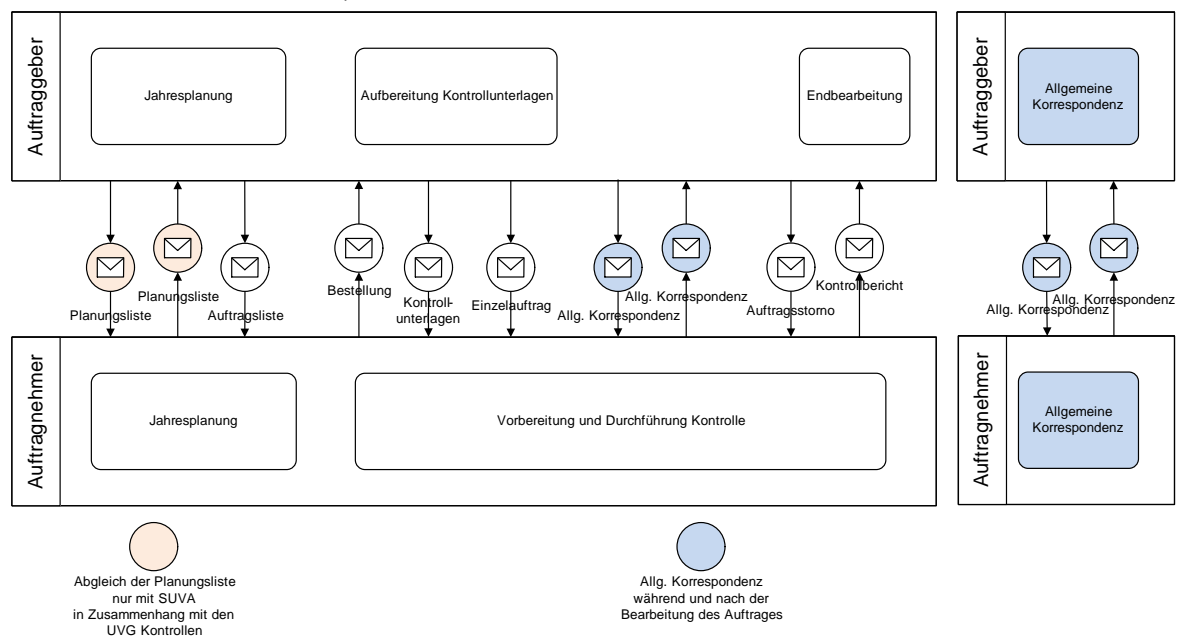 Auftraggeber
Jahresplanung
Aufbereitung Kontrollunterlagen
Endbearbeitung
Auftraggeber
Allgemeine
Korrespondenz
Planungsliste
Planungsliste
Auftragsliste
Bestellung
Kontroll-
unterlagen
Einzelauftrag
Allg. Korrespondenz
Allg. Korrespondenz
Auftragsstorno
Kontrollbericht
Allg. Korrespondenz
Allg. Korrespondenz
Auftragnehmer
Jahresplanung
Vorbereitung und Durchführung Kontrolle
Auftragnehmer
Allgemeine
Korrespondenz
Abgleich der Planungsliste
nur mit SUVA
in Zusammenhang mit den
UVG Kontrollen
Allg. Korrespondenz
während und nach der
Bearbeitung des Auftrages